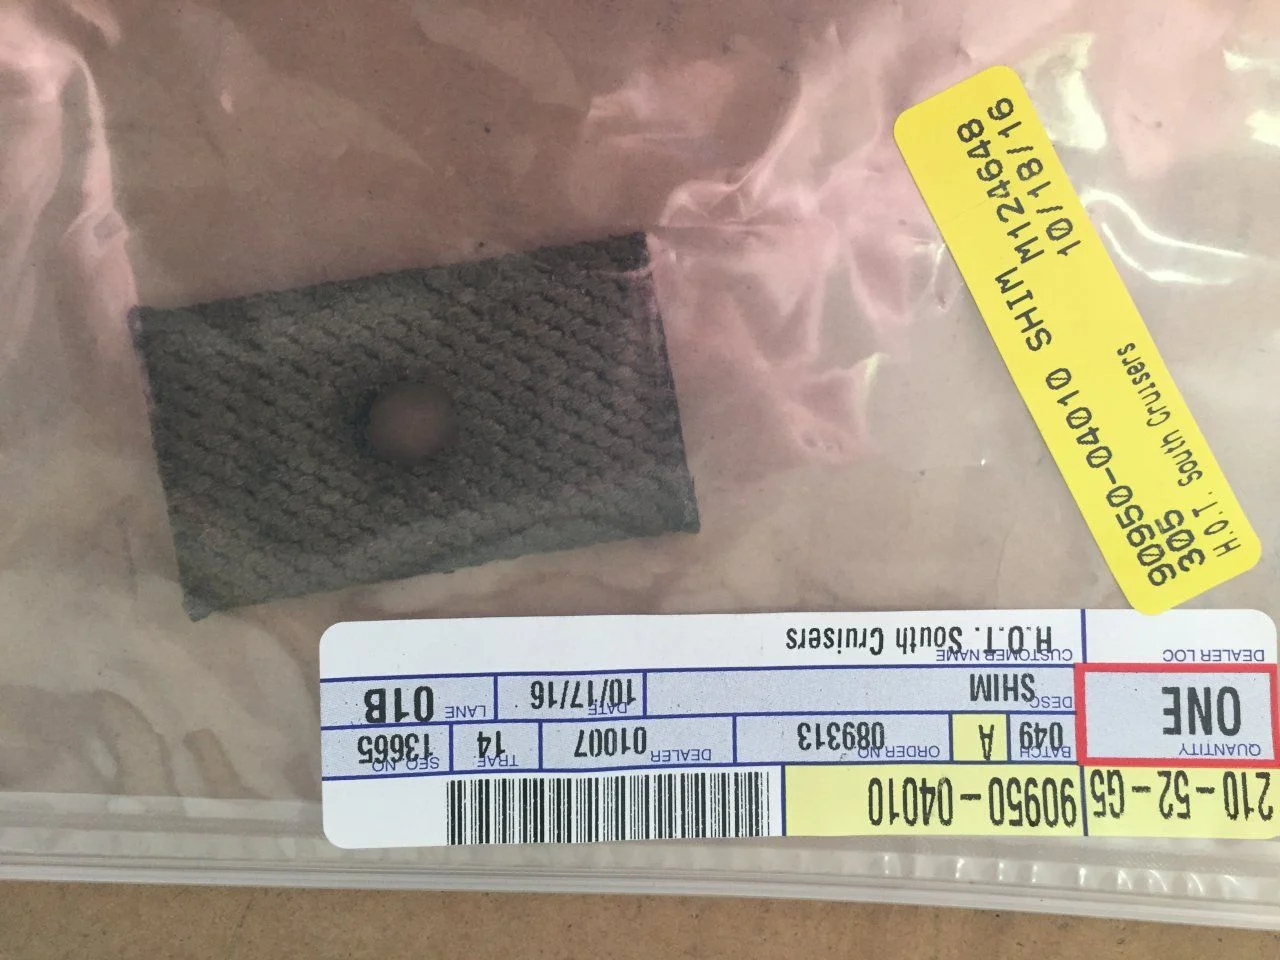 90950-04010 SHIM M124648
305 10/18/16
H.O.T. South Cruisers
210-52-G5 90950-04010
QUANTITY BATCH ORDER NO DEALER TRAE SEQ NO
ONE 049 A 089313 01007 14 13665
DESC DATE LANE
SHIM 10/17/16 01B
DEALER LOC CUSTOMER NAME
H.O.T. South Cruisers